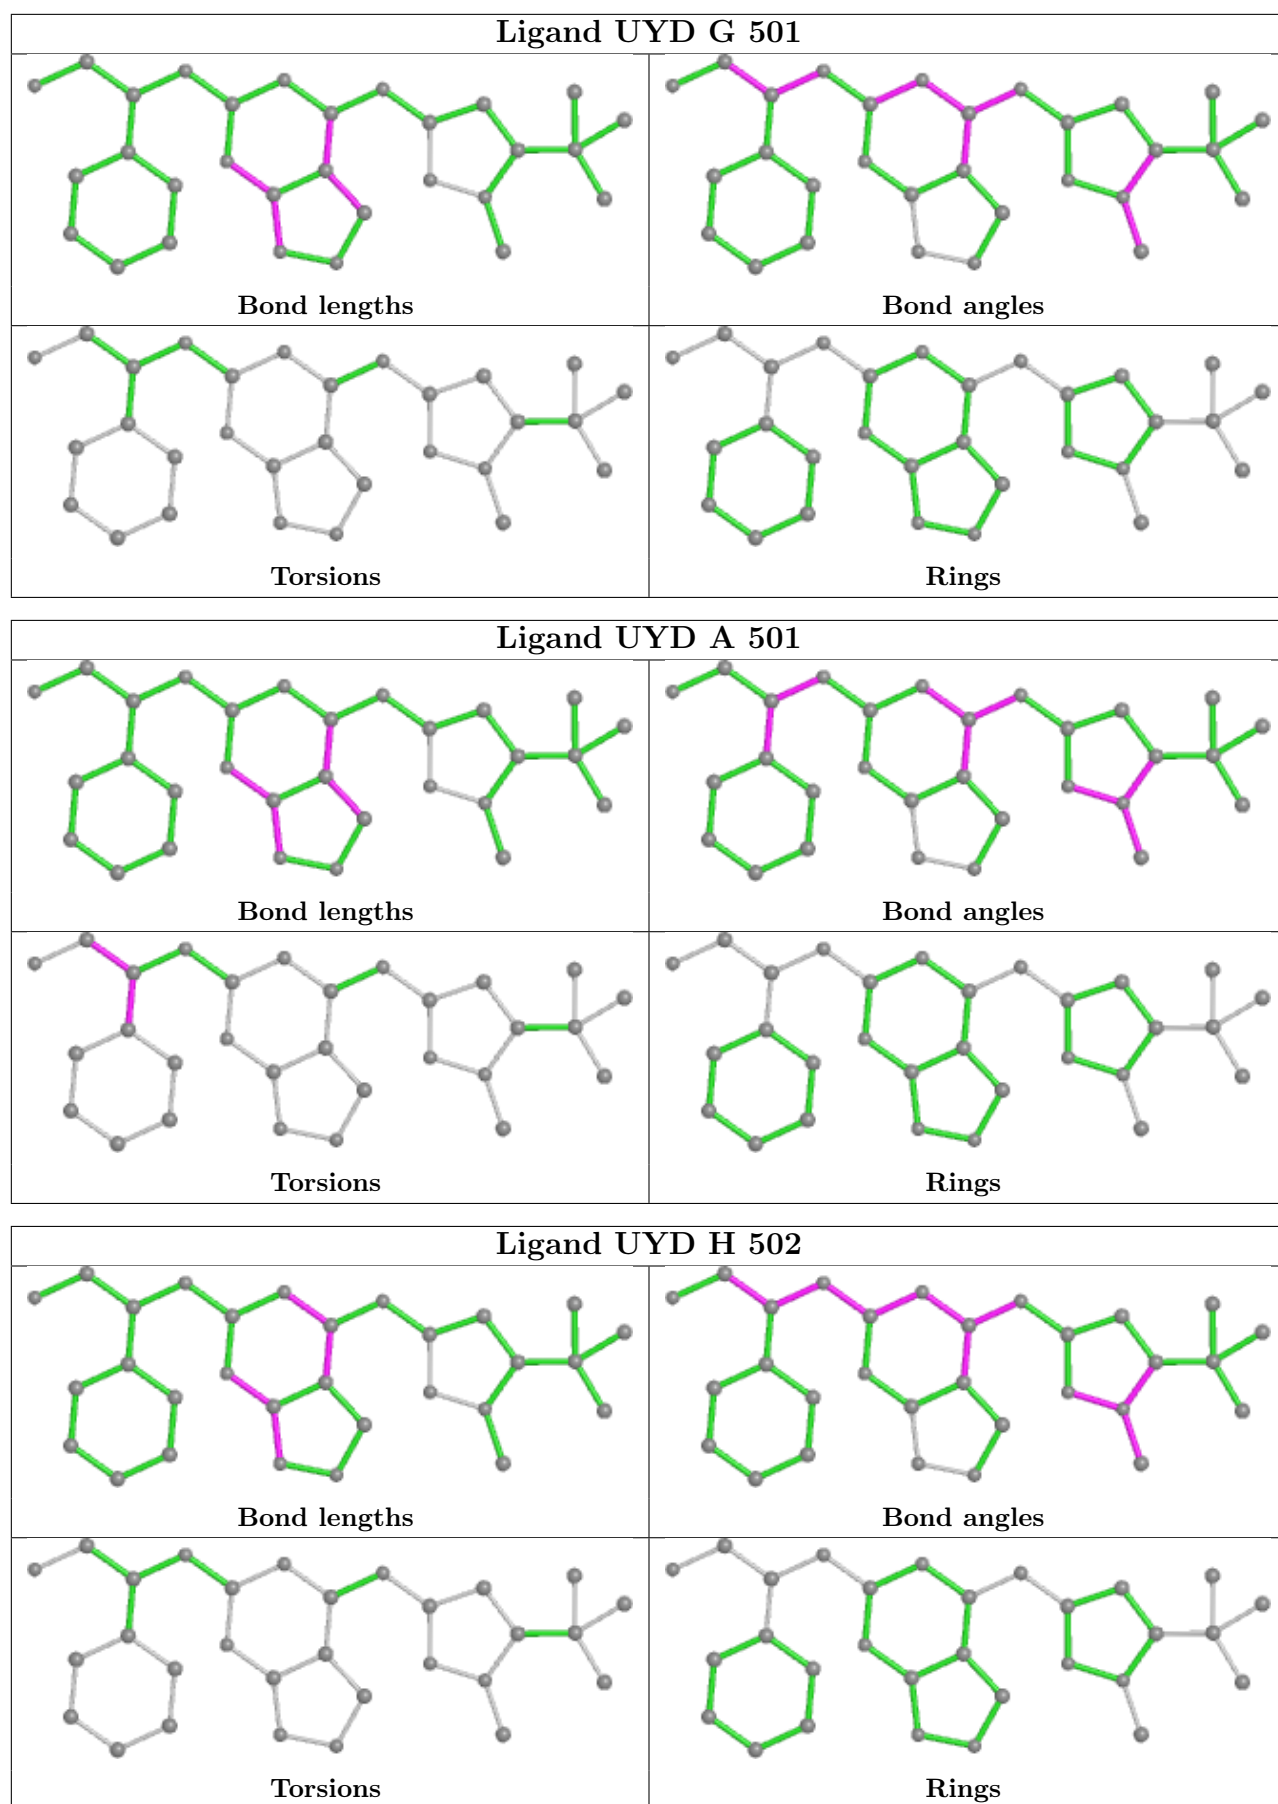 Ligand UYD G 501
Bond lengths
Bond angles
Torsions
Rings
Ligand UYD A 501
Bond lengths
Bond angles
Torsions
Rings
Ligand UYD H 502
Bond lengths
Bond angles
Torsions
Rings